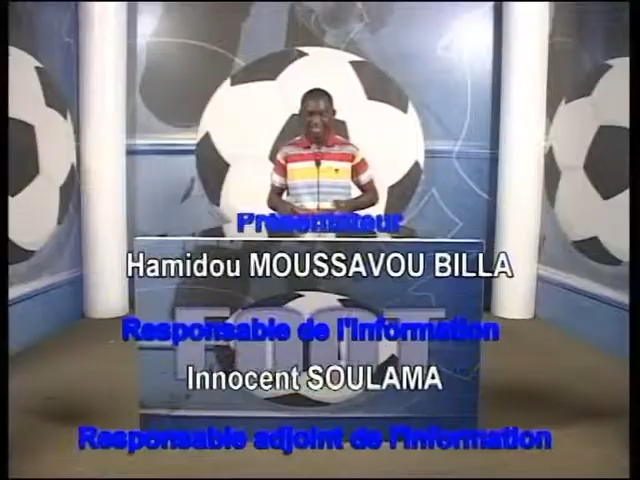 Présentateur
Hamidou MOUSSAVOU BILLA
Responsable de l'Information
FOOT
Innocent SOULAMA
Responsable adjoint de l'Information